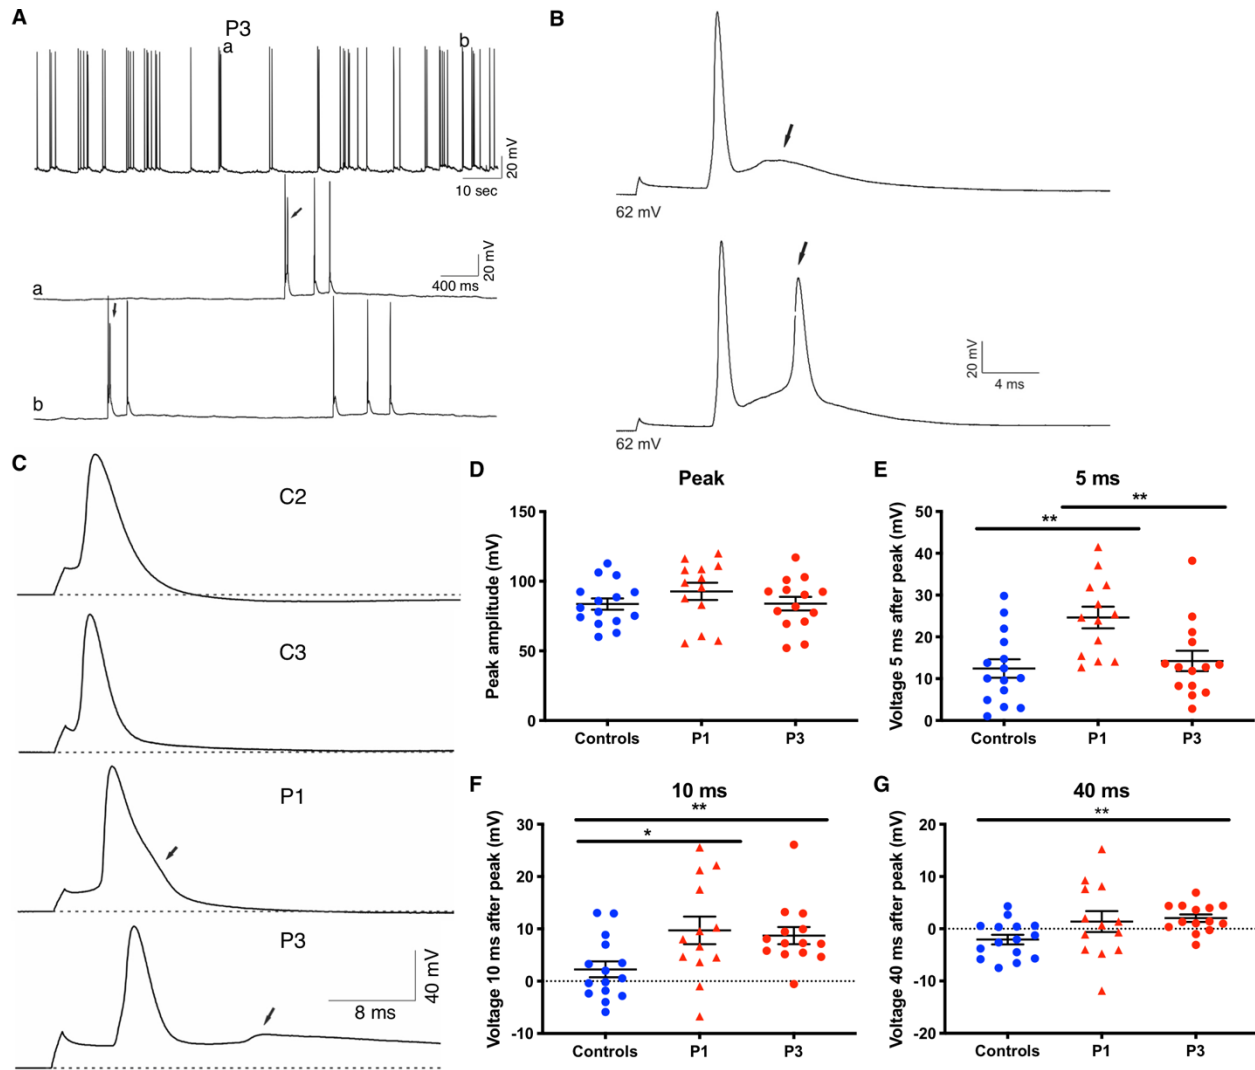 A
P3
a
b
20 mV
10 sec
a
20 mV
400 ms
b
B
62 mV
62 mV
20 mV
4 ms
C
C2
C3
P1
P3
40 mV
8 ms
D
Peak
Peak amplitude (mV)
150
100
50
0
Controls P1 P3
E
5 ms
**
**
Voltage 5 ms after peak (mV)
50
40
30
20
10
0
Controls P1 P3
F
10 ms
**
*
Voltage 10 ms after peak (mV)
30
20
10
0
-10
Controls P1 P3
G
40 ms
**
Voltage 40 ms after peak (mV)
20
10
0
-10
-20
Controls P1 P3